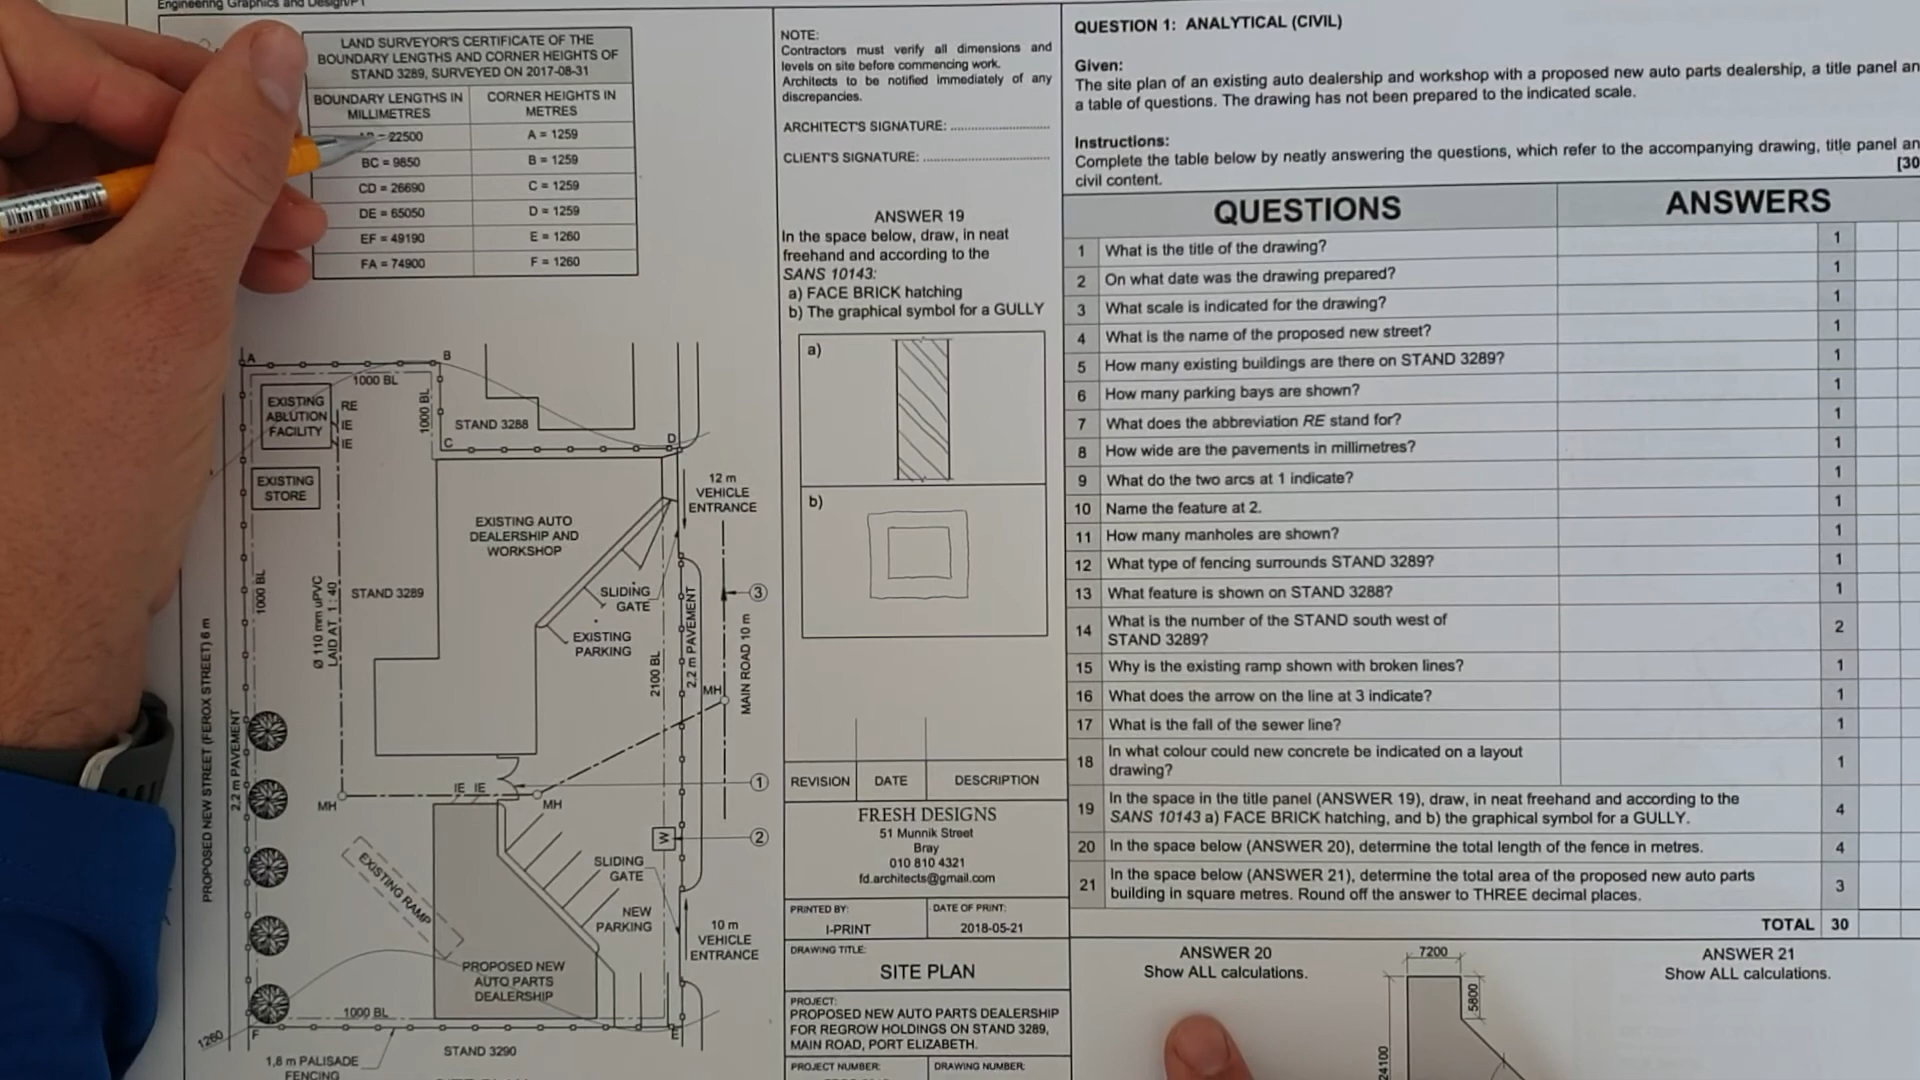 Engineering Graphics and Design/P1
LAND SURVEYOR'S CERTIFICATE OF THE
BOUNDARY LENGTHS AND CORNER HEIGHTS OF
STAND 3289, SURVEYED ON 2017-08-31
BOUNDARY LENGTHS IN
MILLIMETRES
CORNER HEIGHTS IN
METRES
= 22500
A = 1259
BC = 9850
B = 1259
CD = 26690
C = 1259
DE = 65050
D = 1259
EF = 49190
E = 1260
FA = 74900
F = 1260
A
B
1000 BL
EXISTING
ABLUTION
FACILITY
RE
IE
IE
1000 BL
STAND 3288
C
D
EXISTING
STORE
12 m
VEHICLE
ENTRANCE
EXISTING AUTO
DEALERSHIP AND
WORKSHOP
1000 BL
Ø 110 mm uPVC
LAID AT 1 : 40
STAND 3289
SLIDING
GATE
3
EXISTING
PARKING
2100 BL
2,2 m PAVEMENT
MAIN ROAD 10 m
MH
PROPOSED NEW STREET (FEROX STREET) 6 m
2,2 m PAVEMENT
1
IE IE
MH
MH
W
2
EXISTING RAMP
SLIDING
GATE
NEW
PARKING
10 m
VEHICLE
ENTRANCE
PROPOSED NEW
AUTO PARTS
DEALERSHIP
1000 BL
1260
F
E
STAND 3290
1,8 m PALISADE
FENCING
NOTE:
Contractors must verify all dimensions and
levels on site before commencing work.
Architects to be notified immediately of any
discrepancies.
ARCHITECT'S SIGNATURE: ..........................
CLIENT'S SIGNATURE: .................................
ANSWER 19
In the space below, draw, in neat
freehand and according to the
SANS 10143:
a) FACE BRICK hatching
b) The graphical symbol for a GULLY
a)
b)
REVISION
DATE
DESCRIPTION
FRESH DESIGNS
51 Munnik Street
Bray
010 810 4321
fd.architects@gmail.com
PRINTED BY:
I-PRINT
DATE OF PRINT:
2018-05-21
DRAWING TITLE:
SITE PLAN
PROJECT:
PROPOSED NEW AUTO PARTS DEALERSHIP
FOR REGROW HOLDINGS ON STAND 3289,
MAIN ROAD, PORT ELIZABETH.
PROJECT NUMBER:
DRAWING NUMBER:
QUESTION 1: ANALYTICAL (CIVIL)
Given:
The site plan of an existing auto dealership and workshop with a proposed new auto parts dealership, a title panel an
a table of questions. The drawing has not been prepared to the indicated scale.
Instructions:
Complete the table below by neatly answering the questions, which refer to the accompanying drawing, title panel an
civil content.
[30
QUESTIONS
ANSWERS
1 What is the title of the drawing? 1
2 On what date was the drawing prepared? 1
3 What scale is indicated for the drawing? 1
4 What is the name of the proposed new street? 1
5 How many existing buildings are there on STAND 3289? 1
6 How many parking bays are shown? 1
7 What does the abbreviation RE stand for? 1
8 How wide are the pavements in millimetres? 1
9 What do the two arcs at 1 indicate? 1
10 Name the feature at 2. 1
11 How many manholes are shown? 1
12 What type of fencing surrounds STAND 3289? 1
13 What feature is shown on STAND 3288? 1
14 What is the number of the STAND south west of
STAND 3289? 2
15 Why is the existing ramp shown with broken lines? 1
16 What does the arrow on the line at 3 indicate? 1
17 What is the fall of the sewer line? 1
18 In what colour could new concrete be indicated on a layout
drawing? 1
19 In the space in the title panel (ANSWER 19), draw, in neat freehand and according to the
SANS 10143 a) FACE BRICK hatching, and b) the graphical symbol for a GULLY. 4
20 In the space below (ANSWER 20), determine the total length of the fence in metres. 4
21 In the space below (ANSWER 21), determine the total area of the proposed new auto parts
building in square metres. Round off the answer to THREE decimal places. 3
TOTAL 30
ANSWER 20
Show ALL calculations.
7200
5800
24100
ANSWER 21
Show ALL calculations.